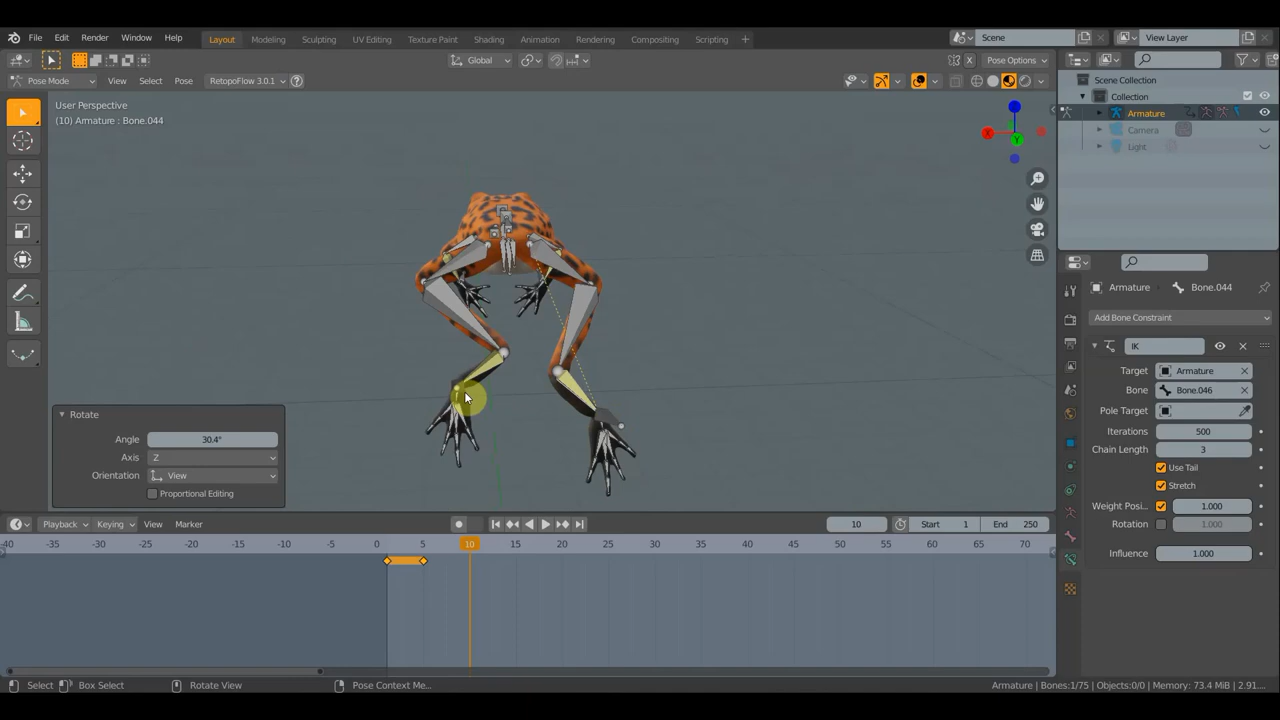 File Edit Render Window Help Layout Modeling Sculpting UV Editing Texture Paint Shading Animation Rendering Compositing Scripting + Scene View Layer
Global Pose Options
Pose Mode View Select Pose RetopoFlow 3.0.1 ?
Scene Collection
Collection
Armature
Camera
Light
User Perspective
(10) Armature : Bone.044
X
Y
Armature Bone.044
Add Bone Constraint
IK
Target Armature
Bone Bone.046
Pole Target
Iterations 500
Chain Length 3
Use Tail
Stretch
Weight Posi... 1.000
Rotation 1.000
Influence 1.000
Rotate
Angle 30.4°
Axis Z
Orientation View
Proportional Editing
Playback Keying View Marker 10 Start 1 End 250
-40 -35 -30 -25 -20 -15 -10 -5 0 5 10 15 20 25 30 35 40 45 50 55 60 65 70
Select Box Select Rotate View Pose Context Me... Armature | Bones:1/75 | Objects:0/0 | Memory: 73.4 MiB | 2.91...